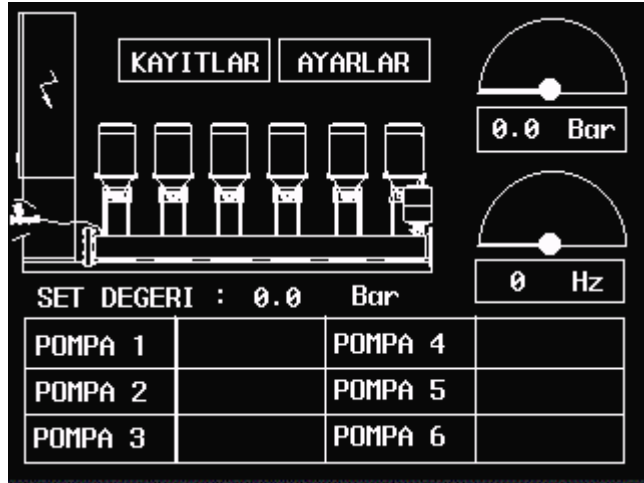 KAYITLAR AYARLAR
0.0 Bar
0 Hz
SET DEGERI : 0.0 Bar
POMPA 1 POMPA 4
POMPA 2 POMPA 5
POMPA 3 POMPA 6